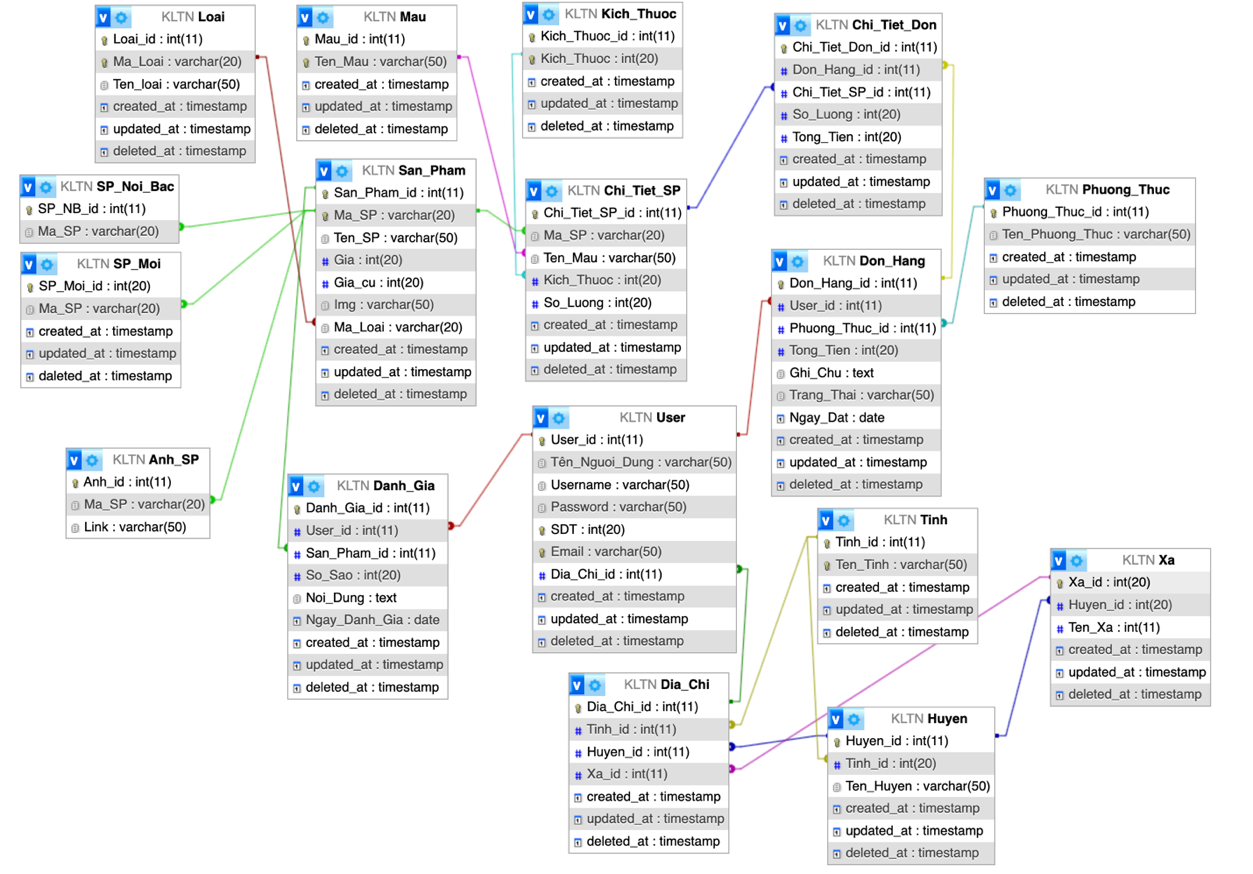 KLTN Loai
Loai_id : int(11)
Ma_Loai : varchar(20)
Ten_loai : varchar(50)
created_at : timestamp
updated_at : timestamp
deleted_at : timestamp
KLTN Mau
Mau_id : int(11)
Ten_Mau : varchar(50)
created_at : timestamp
updated_at : timestamp
deleted_at : timestamp
KLTN Kich_Thuoc
Kich_Thuoc_id : int(11)
Kich_Thuoc : int(20)
created_at : timestamp
updated_at : timestamp
deleted_at : timestamp
KLTN Chi_Tiet_Don
Chi_Tiet_Don_id : int(11)
Don_Hang_id : int(11)
Chi_Tiet_SP_id : int(11)
So_Luong : int(20)
Tong_Tien : int(20)
created_at : timestamp
updated_at : timestamp
deleted_at : timestamp
KLTN SP_Noi_Bac
SP_NB_id : int(11)
Ma_SP : varchar(20)
KLTN San_Pham
San_Pham_id : int(11)
Ma_SP : varchar(20)
Ten_SP : varchar(50)
Gia : int(20)
Gia_cu : int(20)
Img : varchar(50)
Ma_Loai : varchar(20)
created_at : timestamp
updated_at : timestamp
deleted_at : timestamp
KLTN Chi_Tiet_SP
Chi_Tiet_SP_id : int(11)
Ma_SP : varchar(20)
Ten_Mau : varchar(50)
Kich_Thuoc : int(20)
So_Luong : int(20)
created_at : timestamp
updated_at : timestamp
deleted_at : timestamp
KLTN Phuong_Thuc
Phuong_Thuc_id : int(11)
Ten_Phuong_Thuc : varchar(50)
created_at : timestamp
updated_at : timestamp
deleted_at : timestamp
KLTN SP_Moi
SP_Moi_id : int(20)
Ma_SP : varchar(20)
created_at : timestamp
updated_at : timestamp
daleted_at : timestamp
KLTN Don_Hang
Don_Hang_id : int(11)
User_id : int(11)
Phuong_Thuc_id : int(11)
Tong_Tien : int(20)
Ghi_Chu : text
Trang_Thai : varchar(50)
Ngay_Dat : date
created_at : timestamp
updated_at : timestamp
deleted_at : timestamp
KLTN Anh_SP
Anh_id : int(11)
Ma_SP : varchar(20)
Link : varchar(50)
KLTN Danh_Gia
Danh_Gia_id : int(11)
User_id : int(11)
San_Pham_id : int(11)
So_Sao : int(20)
Noi_Dung : text
Ngay_Danh_Gia : date
created_at : timestamp
updated_at : timestamp
deleted_at : timestamp
KLTN User
User_id : int(11)
Tên_Nguoi_Dung : varchar(50)
Username : varchar(50)
Password : varchar(50)
SDT : int(20)
Email : varchar(50)
Dia_Chi_id : int(11)
created_at : timestamp
updated_at : timestamp
deleted_at : timestamp
KLTN Tinh
Tinh_id : int(11)
Ten_Tinh : varchar(50)
created_at : timestamp
updated_at : timestamp
deleted_at : timestamp
KLTN Xa
Xa_id : int(20)
Huyen_id : int(20)
Ten_Xa : int(11)
created_at : timestamp
updated_at : timestamp
deleted_at : timestamp
KLTN Dia_Chi
Dia_Chi_id : int(11)
Tinh_id : int(11)
Huyen_id : int(11)
Xa_id : int(11)
created_at : timestamp
updated_at : timestamp
deleted_at : timestamp
KLTN Huyen
Huyen_id : int(11)
Tinh_id : int(20)
Ten_Huyen : varchar(50)
created_at : timestamp
updated_at : timestamp
deleted_at : timestamp